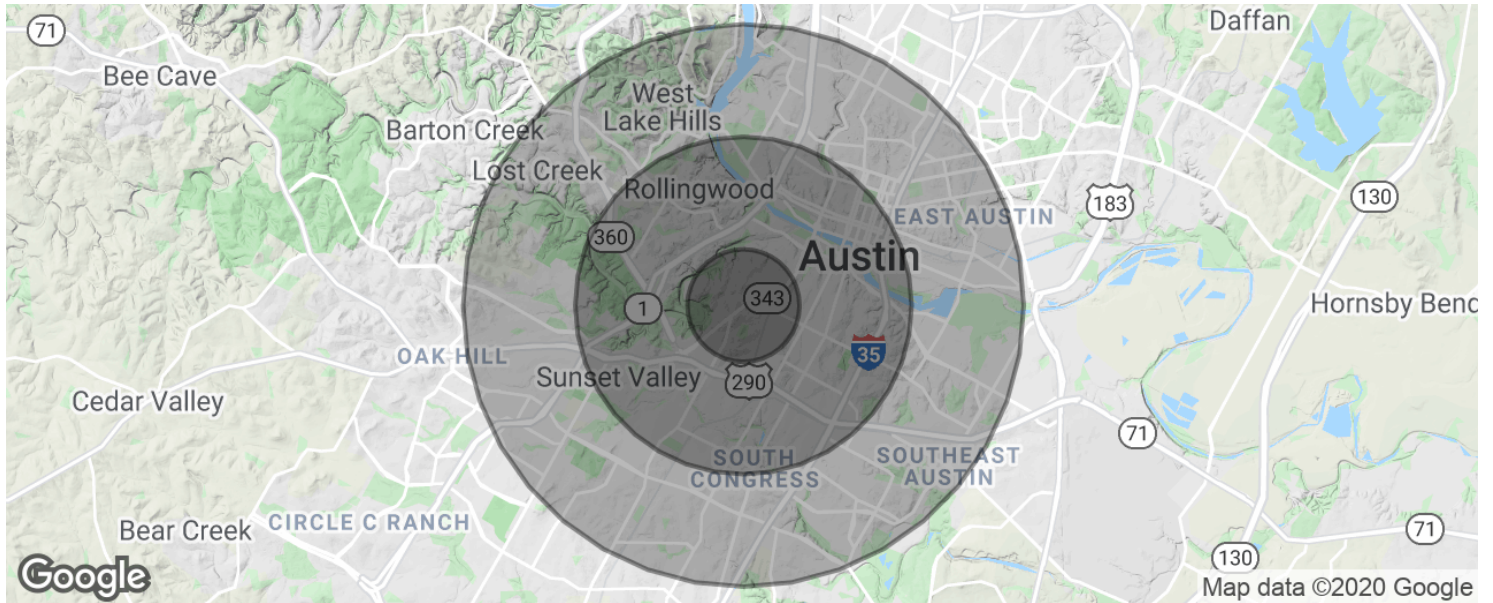 71
Daffan
Bee Cave
West
Lake Hills
Barton Creek
Lost Creek
Rollingwood
130
183
EAST AUSTIN
360
Austin
343
1
Hornsby Bend
OAK HILL
35
Sunset Valley
290
Cedar Valley
71
SOUTH
CONGRESS
SOUTHEAST
AUSTIN
CIRCLE C RANCH
Bear Creek
71
130
Google
Map data ©2020 Google